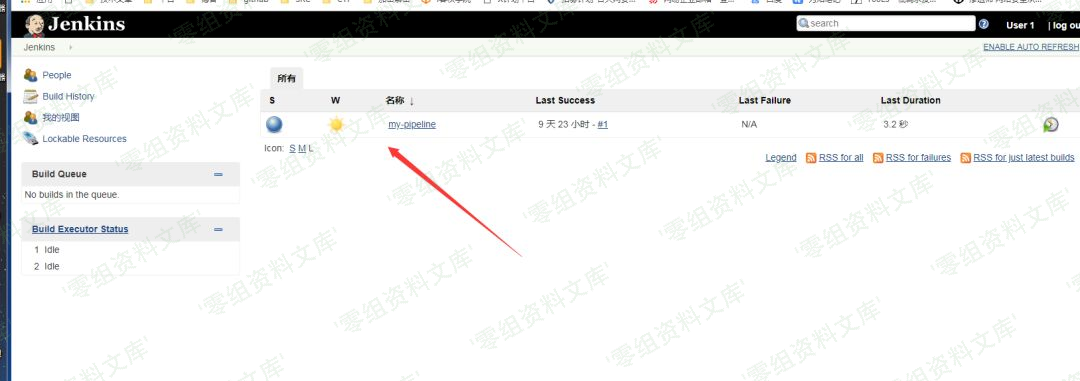 Jenkins
search
User 1
| log ou
Jenkins
ENABLE AUTO REFRESH
People
Build History
我的视图
Lockable Resources
Build Queue
No builds in the queue.
Build Executor Status
1 Idle
2 Idle
所有
S W 名称 ↓ Last Success Last Failure Last Duration
my-pipeline 9 天 23 小时 - #1 N/A 3.2 秒
Icon: S M L
Legend RSS for all RSS for failures RSS for just latest builds
'零组资料文库'